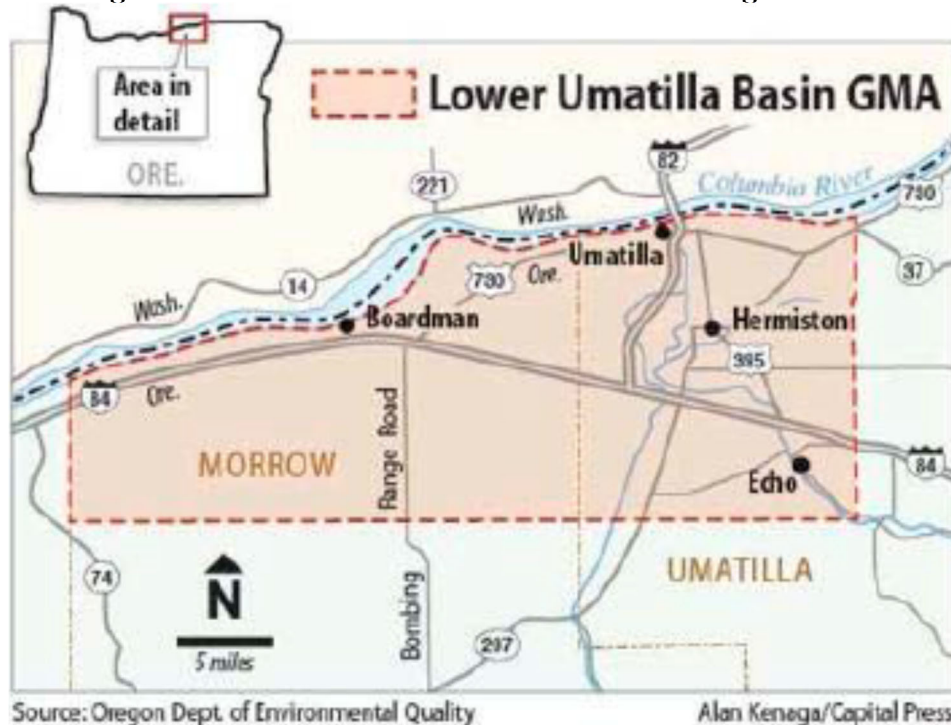 Area in
detail
ORE.
Lower Umatilla Basin GMA
82
221
Columbia River
730
Wash.
Umatilla
37
730
Ore.
14
Wash.
Boardman
Hermiston
395
84
Ore.
Range Road
MORROW
84
Echo
UMATILLA
74
N
Bombing
207
5 miles
Source: Oregon Dept. of Environmental Quality
Alan Kenaga/Capital Press